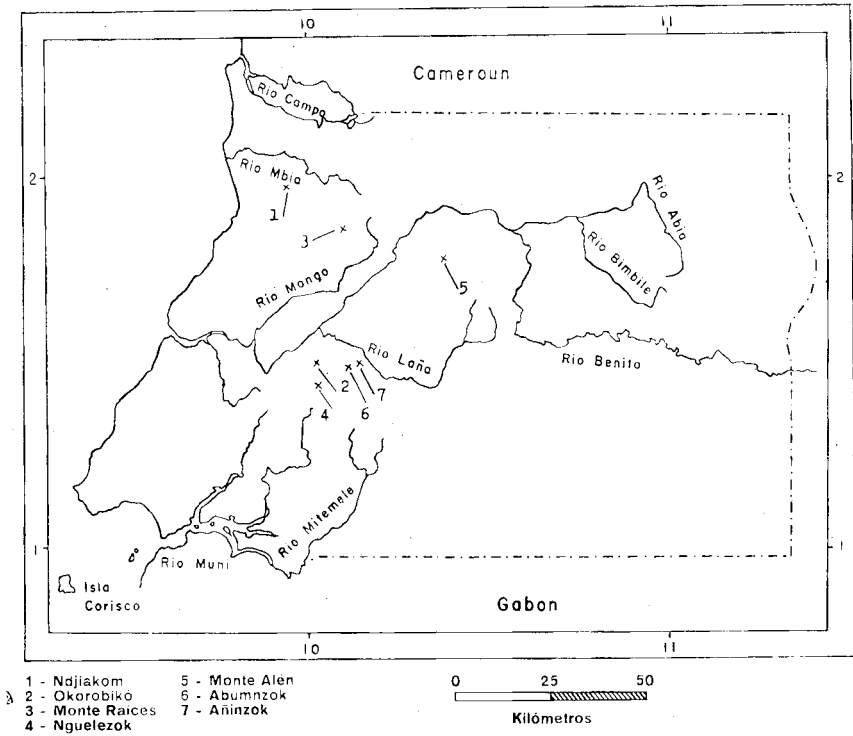 10 11
Cameroun
Rio Campo
2 2
Rio Mbia
1
Rio Abia
3
Rio Bimbile
Rio Mongo
5
Rio Laña
Rio Benito
2 7
4 6
Rio Mitemele
1 1
Rio Muni
Isla
Corisco
Gabon
10 11
1 - Ndjiakom
2 - Okorobikó
3 - Monte Raices
4 - Nguelezok
5 - Monte Alén
6 - Abumnzok
7 - Añinzok
0 25 50
Kilómetros